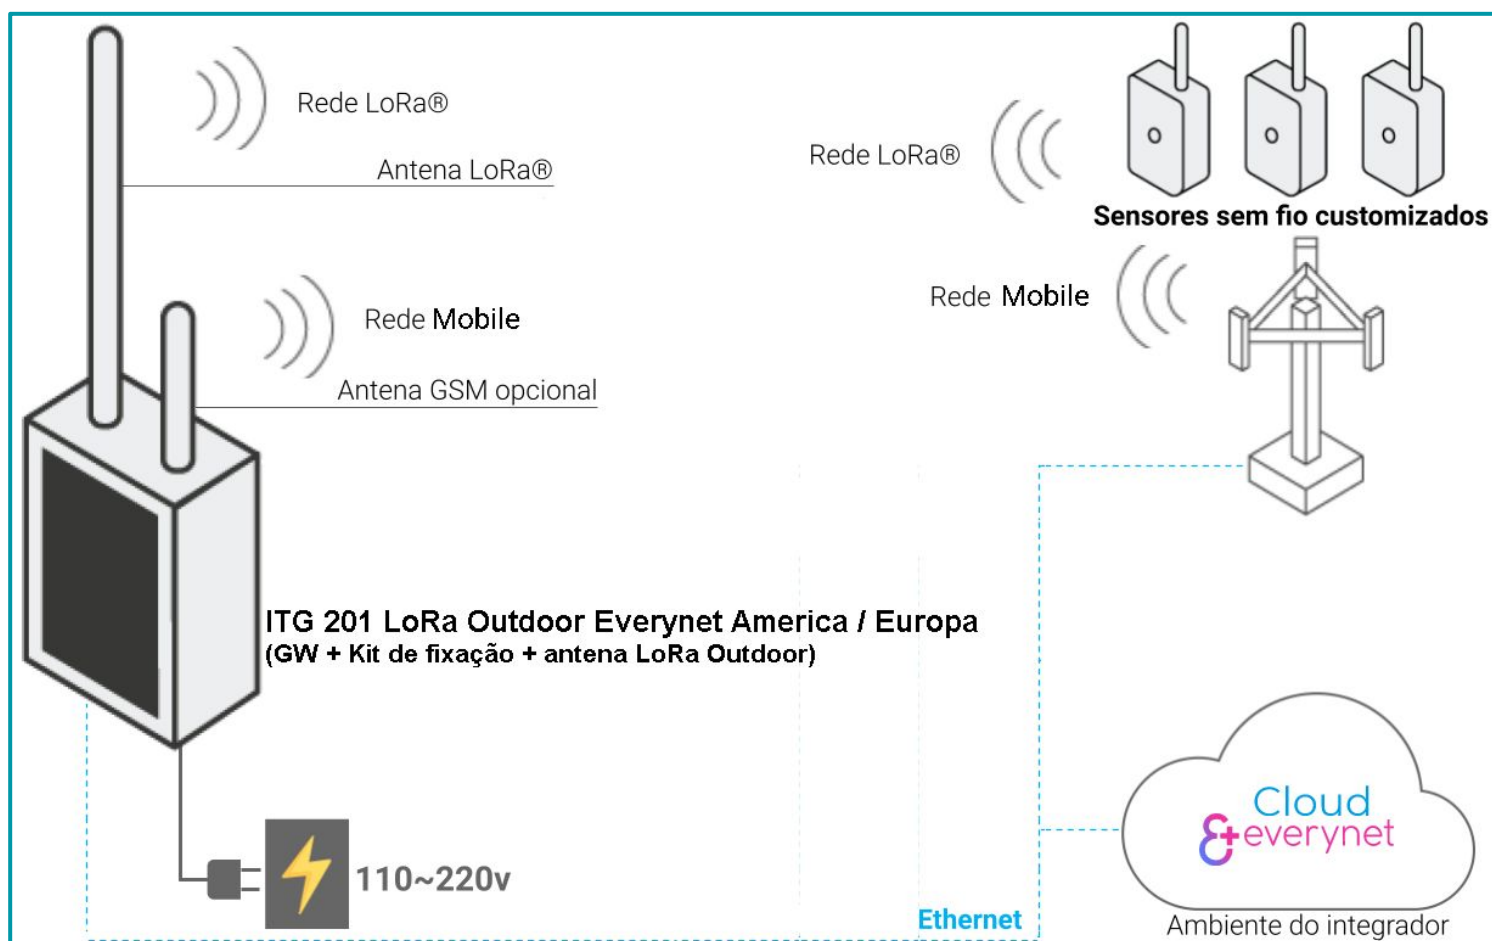 Rede LoRa®
Antena LoRa®
Rede LoRa®
Sensores sem fio customizados
Rede Mobile
Rede Mobile
Antena GSM opcional
ITG 201 LoRa Outdoor Everynet America / Europa
(GW + Kit de fixação + antena LoRa Outdoor)
110~220v
Cloud
everynet
Ethernet
Ambiente do integrador